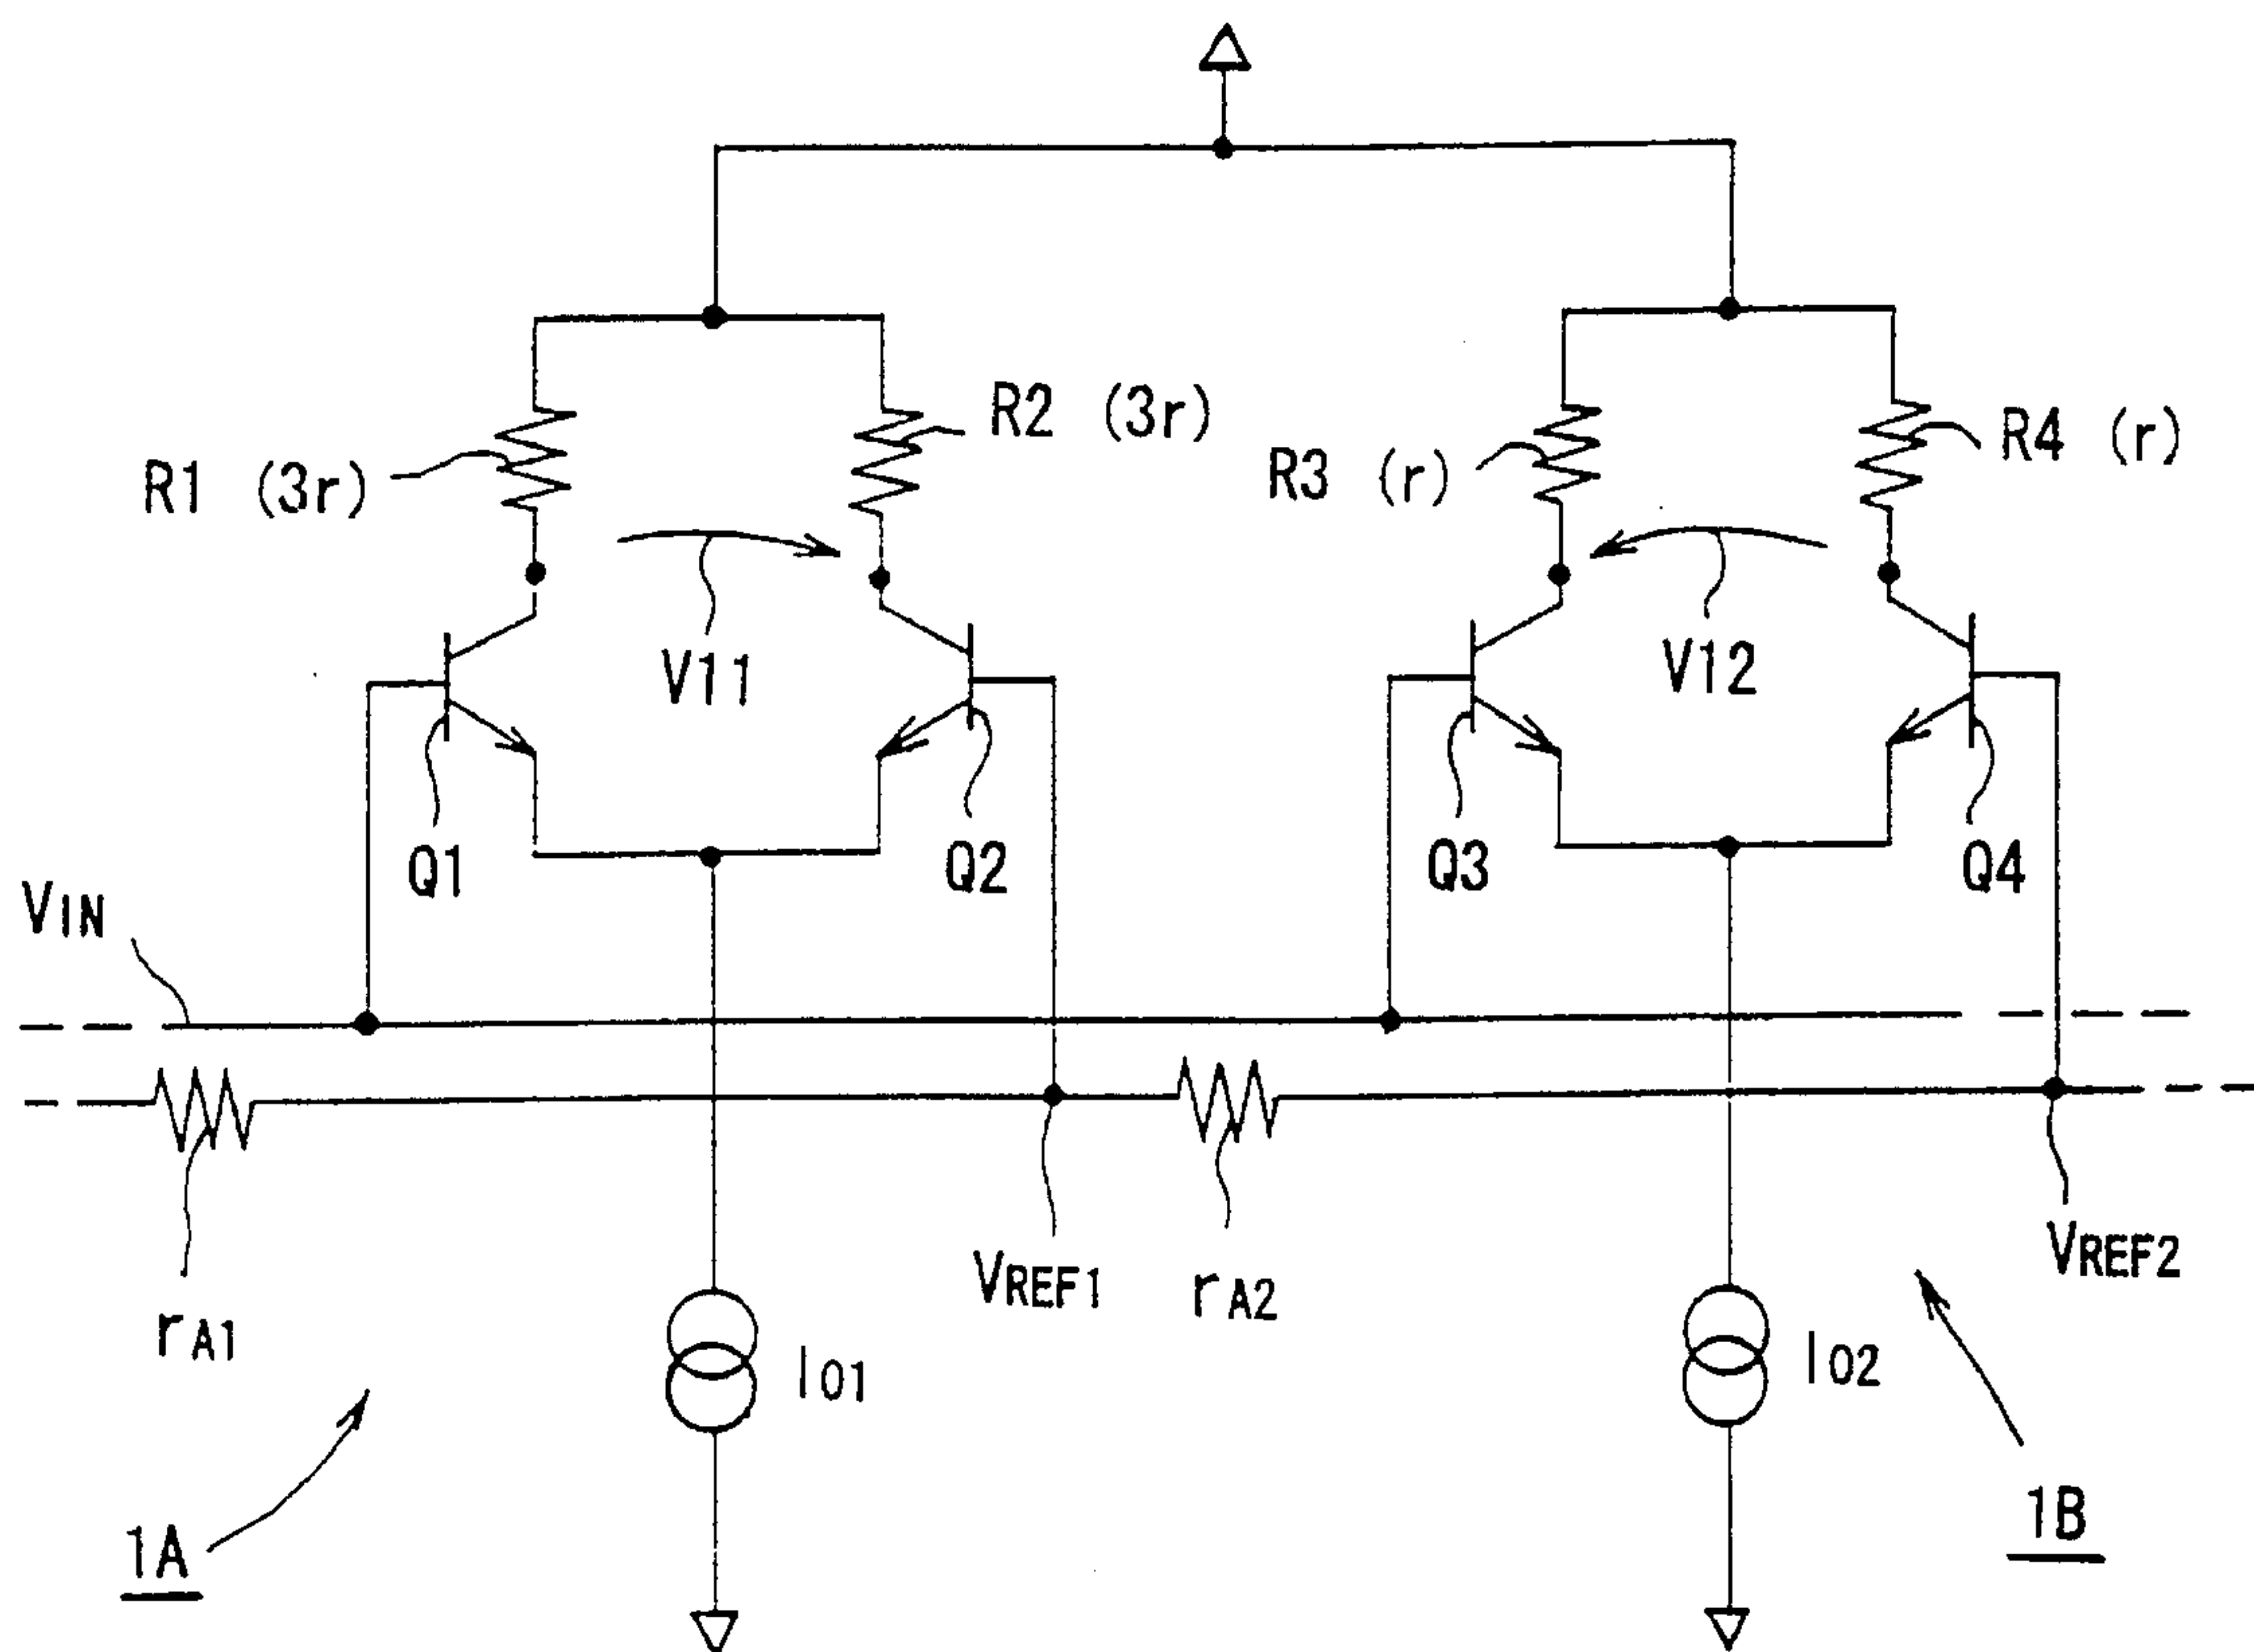 R1 (3r)
R2 (3r)
R3 (r)
R4 (r)
V11
V12
Q1
Q2
Q3
Q4
VIN
rA1
VREF1
rA2
VREF2
IO1
IO2
1A
1B